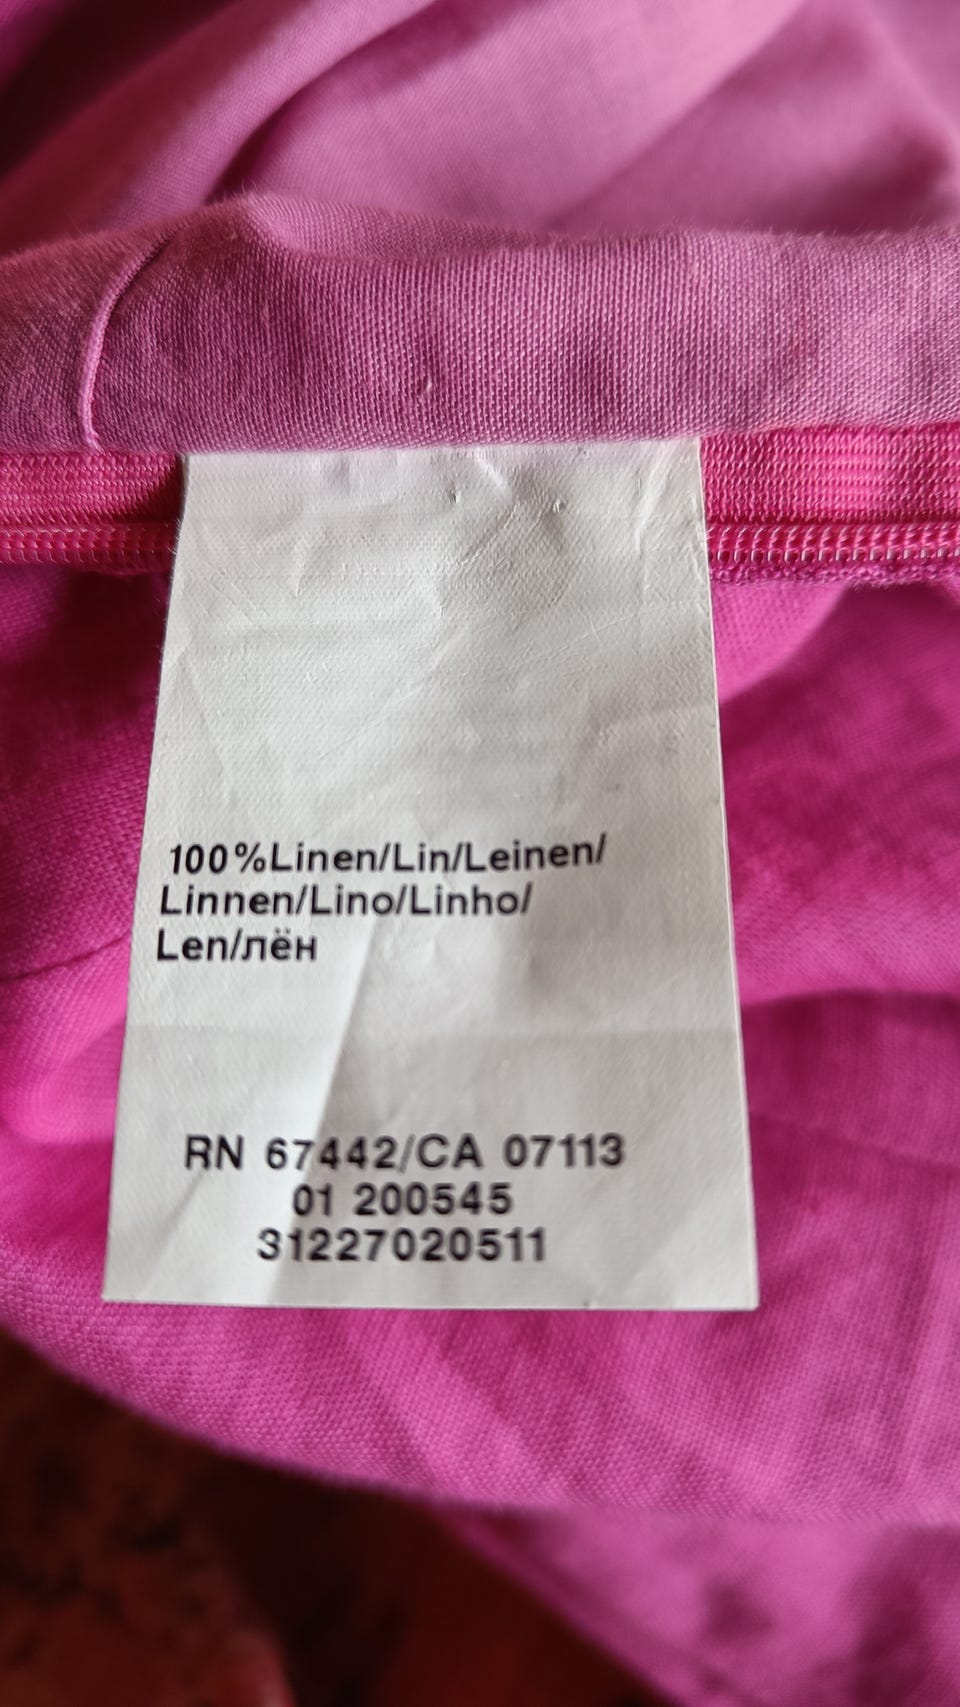 100%Linen/Lin/Leinen/
Linnen/Lino/Linho/
Len/лён
RN 67442/CA 07113
01 200545
31227020511